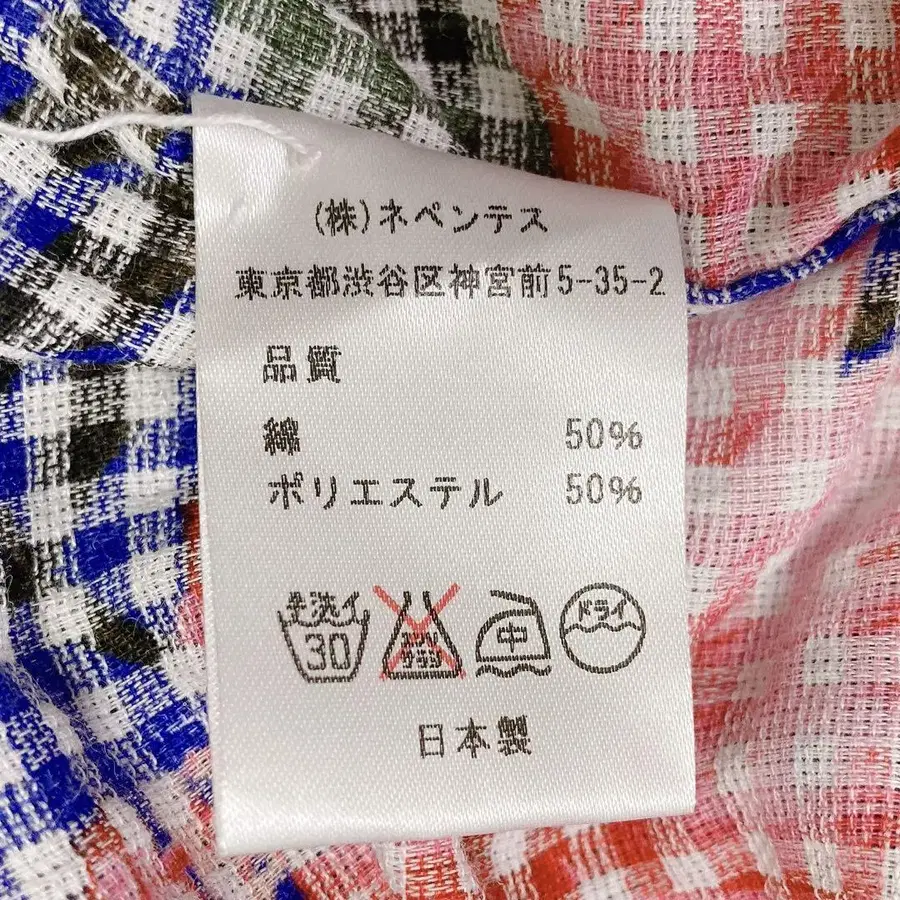 (株)ネペンテス
東京都渋谷区神宮前5-35-2
品質
綿 50%
ポリエステル 50%
手洗イ 30 エンソサラシ 中 ドライ
日本製